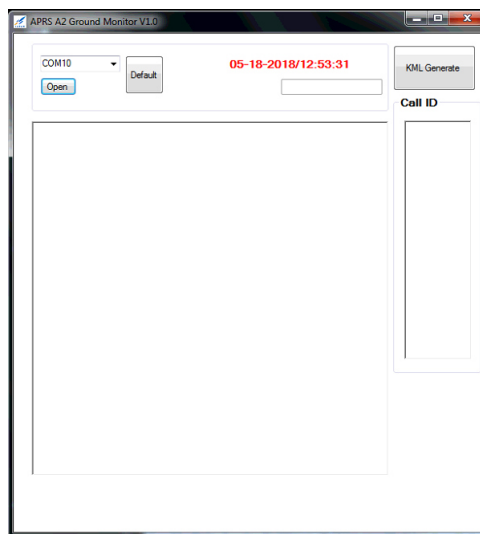 APRS A2 Ground Monitor V1.0
COM10
Default
Open
05-18-2018/12:53:31
KML Generate
Call ID